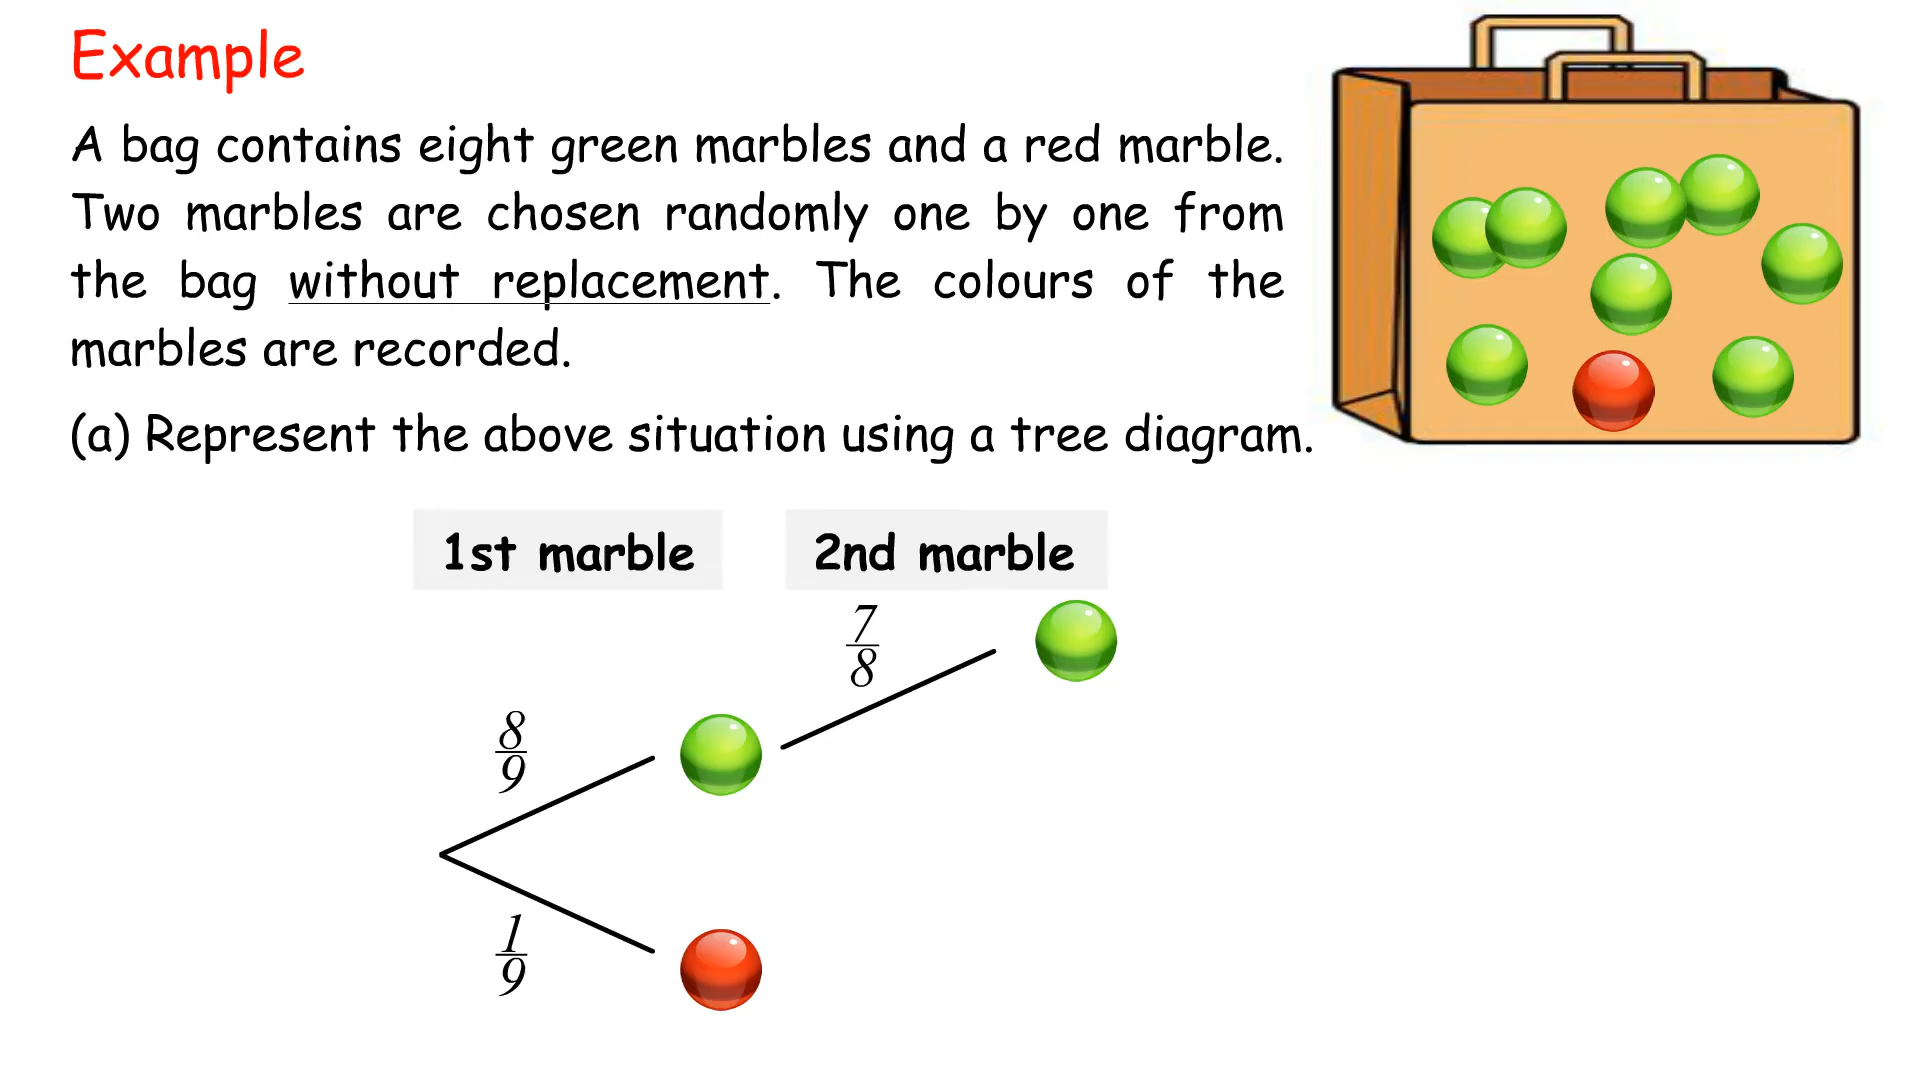 Example
A bag contains eight green marbles and a red marble.
Two marbles are chosen randomly one by one from
the bag without replacement. The colours of the
marbles are recorded.
(a) Represent the above situation using a tree diagram.
1st marble 2nd marble
7
8
8
9
1
9